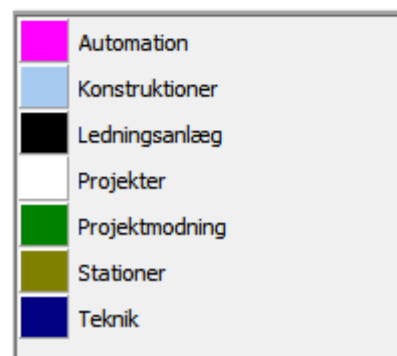 Automation
Konstruktioner
Ledningsanlæg
Projekter
Projektmodning
Stationer
Teknik